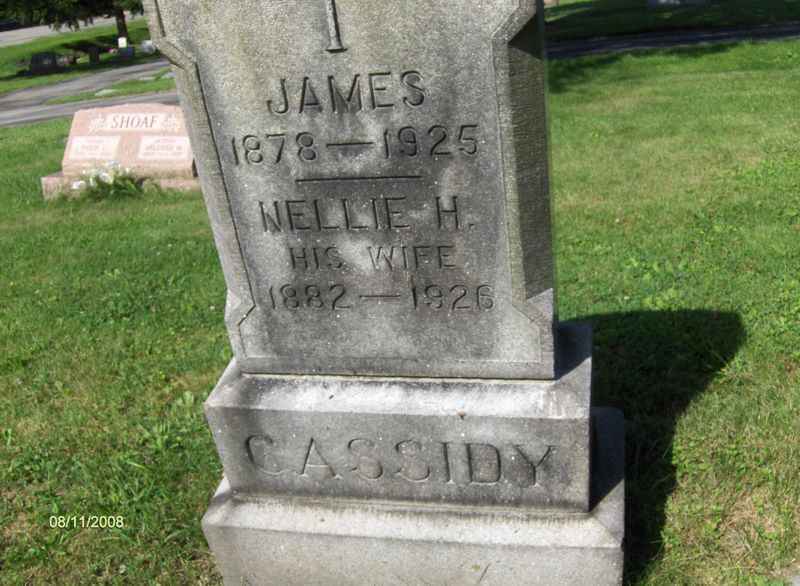 JAMES
1878—1925
NELLIE H.
HIS WIFE
1882—1926
CASSIDY
SHOAF
08/11/2008